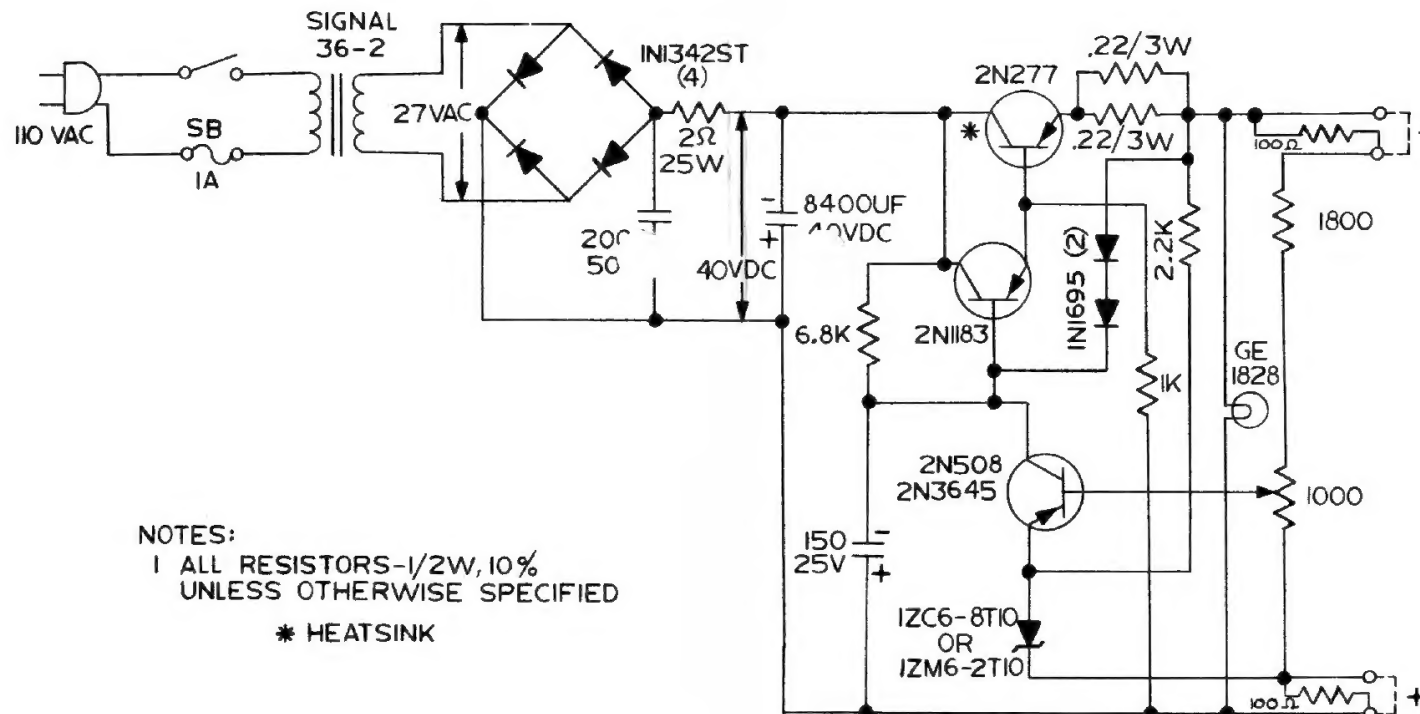 SIGNAL
36-2
110 VAC
SB
1A
27VAC
IN1342ST
(4)
2Ω
25W
50
40VDC
-
8400UF
+
2N277
*
.22/3W
.22/3W
100Ω
1800
2.2K
1N1695 (2)
6.8K
2N1183
1K
GE
1828
2N508
2N3645
1000
150
-
25V
+
1ZC6-8T10
OR
1ZM6-2T10
100Ω
+
NOTES:
1 ALL RESISTORS-1/2W, 10%
UNLESS OTHERWISE SPECIFIED
* HEATSINK